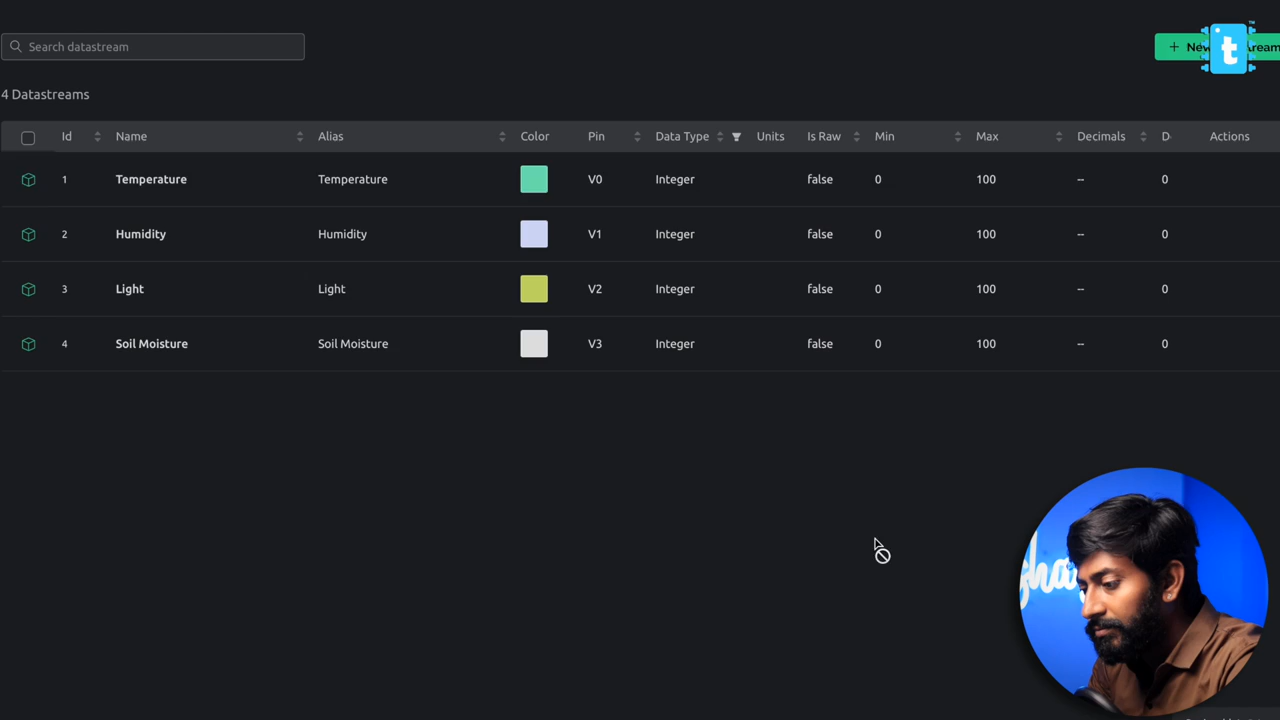 Search datastream
+ New
4 Datastreams
Id Name Alias Color Pin Data Type Units Is Raw Min Max Decimals D Actions
1 Temperature Temperature V0 Integer false 0 100 -- 0
2 Humidity Humidity V1 Integer false 0 100 -- 0
3 Light Light V2 Integer false 0 100 -- 0
4 Soil Moisture Soil Moisture V3 Integer false 0 100 -- 0